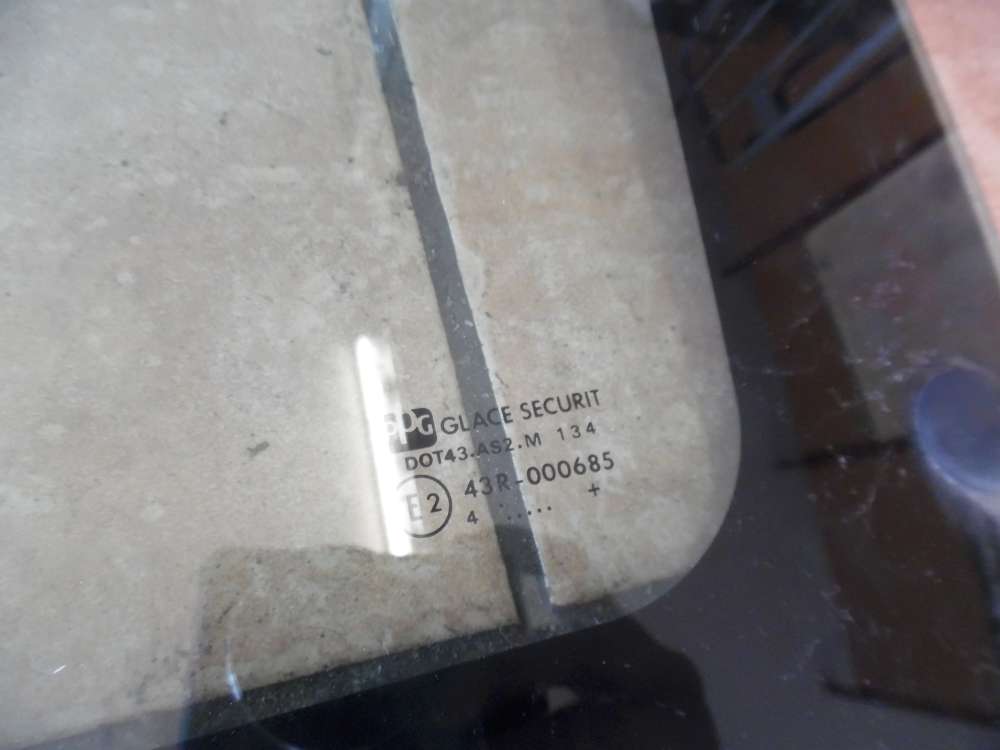 PPG GLACE SECURIT
DOT43.AS2.M 134
E2 43R-000685
4 ...... +